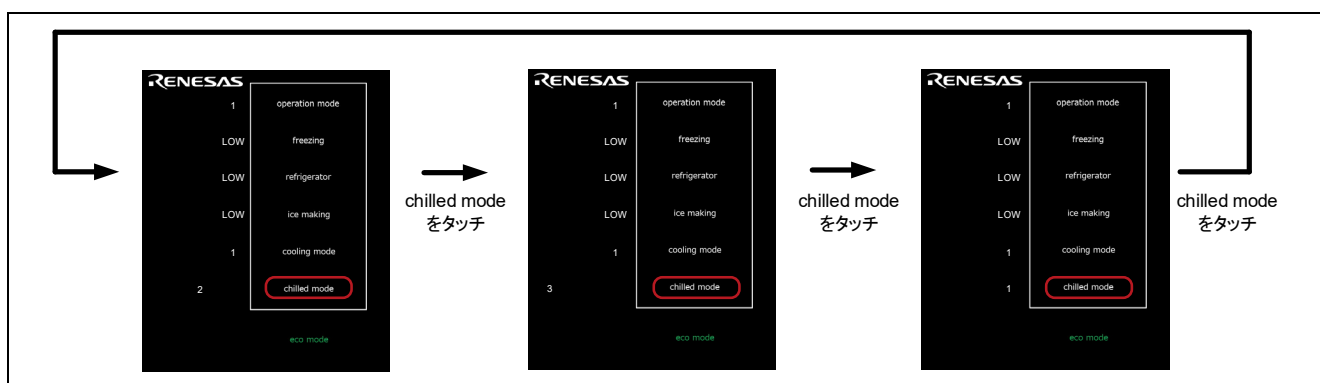 RENESAS
1 operation mode
LOW freezing
LOW refrigerator
LOW ice making
1 cooling mode
2 chilled mode
eco mode
chilled mode
をタッチ
RENESAS
1 operation mode
LOW freezing
LOW refrigerator
LOW ice making
1 cooling mode
3 chilled mode
eco mode
chilled mode
をタッチ
RENESAS
1 operation mode
LOW freezing
LOW refrigerator
LOW ice making
1 cooling mode
1 chilled mode
eco mode
chilled mode
をタッチ